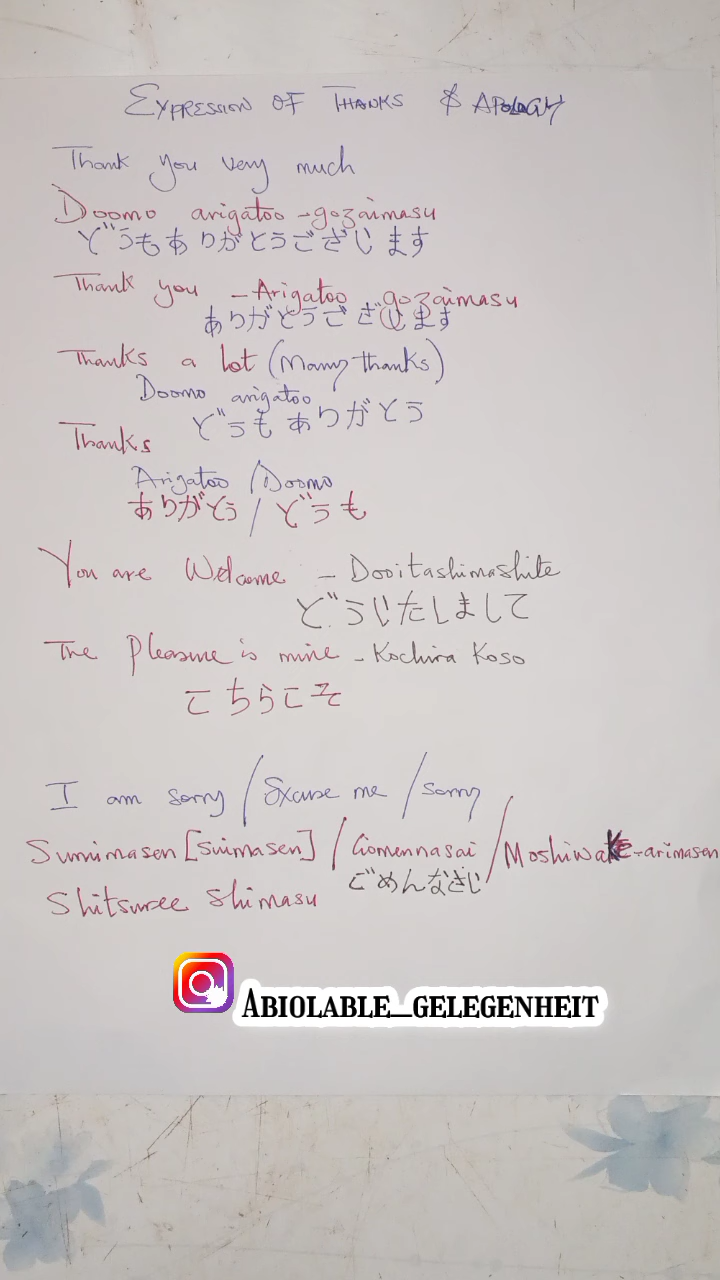 EXPRESSION OF THANKS & APOLOGY
Thank you very much
Doomo arigatoo - gozaimasu
どうもありがとうございます
Thank you - Arigatoo gozaimasu
ありがとうございます
Thanks a lot (Many thanks)
Doomo arigatoo
どうもありがとう
Thanks
Arigatoo / Doomo
ありがとう / どうも
You are Welcome - Dooitashimashite
どういたしまして
The Pleasure is mine - Kochira Koso
こちらこそ
I am sorry / Excuse me / Sorry
Sumimasen [Suimasen] / Gomennasai / Moshiwake-arimasen
ごめんなさい
Shitsuree Shimasu
ABIOLABLE_GELEGENHEIT